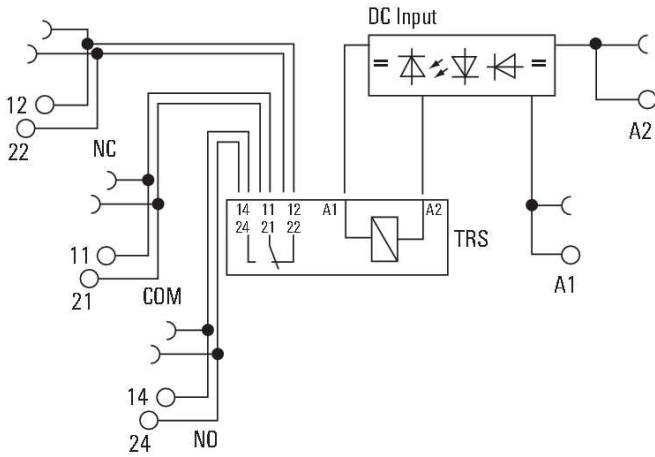 DC Input
= =
12
22
NC
A2
14 11 12 A1 A2
24 21 22
TRS
11
21
COM
A1
14
24
NO